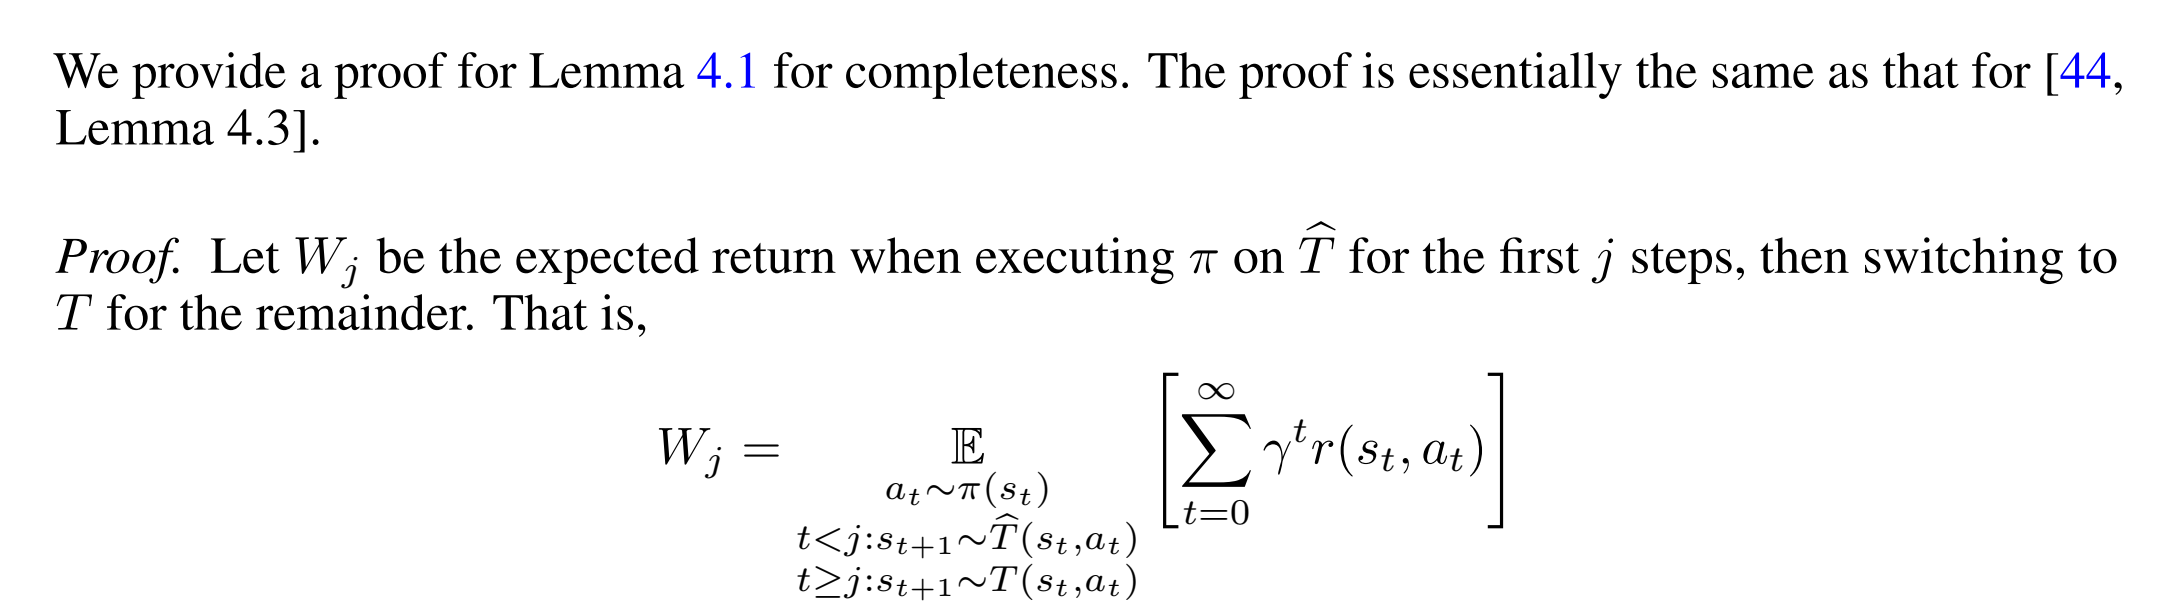 We provide a proof for Lemma 4.1 for completeness. The proof is essentially the same as that for [44,
Lemma 4.3].
Proof. Let $W_j$ be the expected return when executing $\pi$ on $\widehat{T}$ for the first $j$ steps, then switching to
$T$ for the remainder. That is,
$$W_j = \underset{\substack{a_t \sim \pi(s_t) \\ t<j: s_{t+1} \sim \widehat{T}(s_t, a_t) \\ t \geq j: s_{t+1} \sim T(s_t, a_t)}}{\mathbb{E}} \left[ \sum_{t=0}^{\infty} \gamma^t r(s_t, a_t) \right]$$